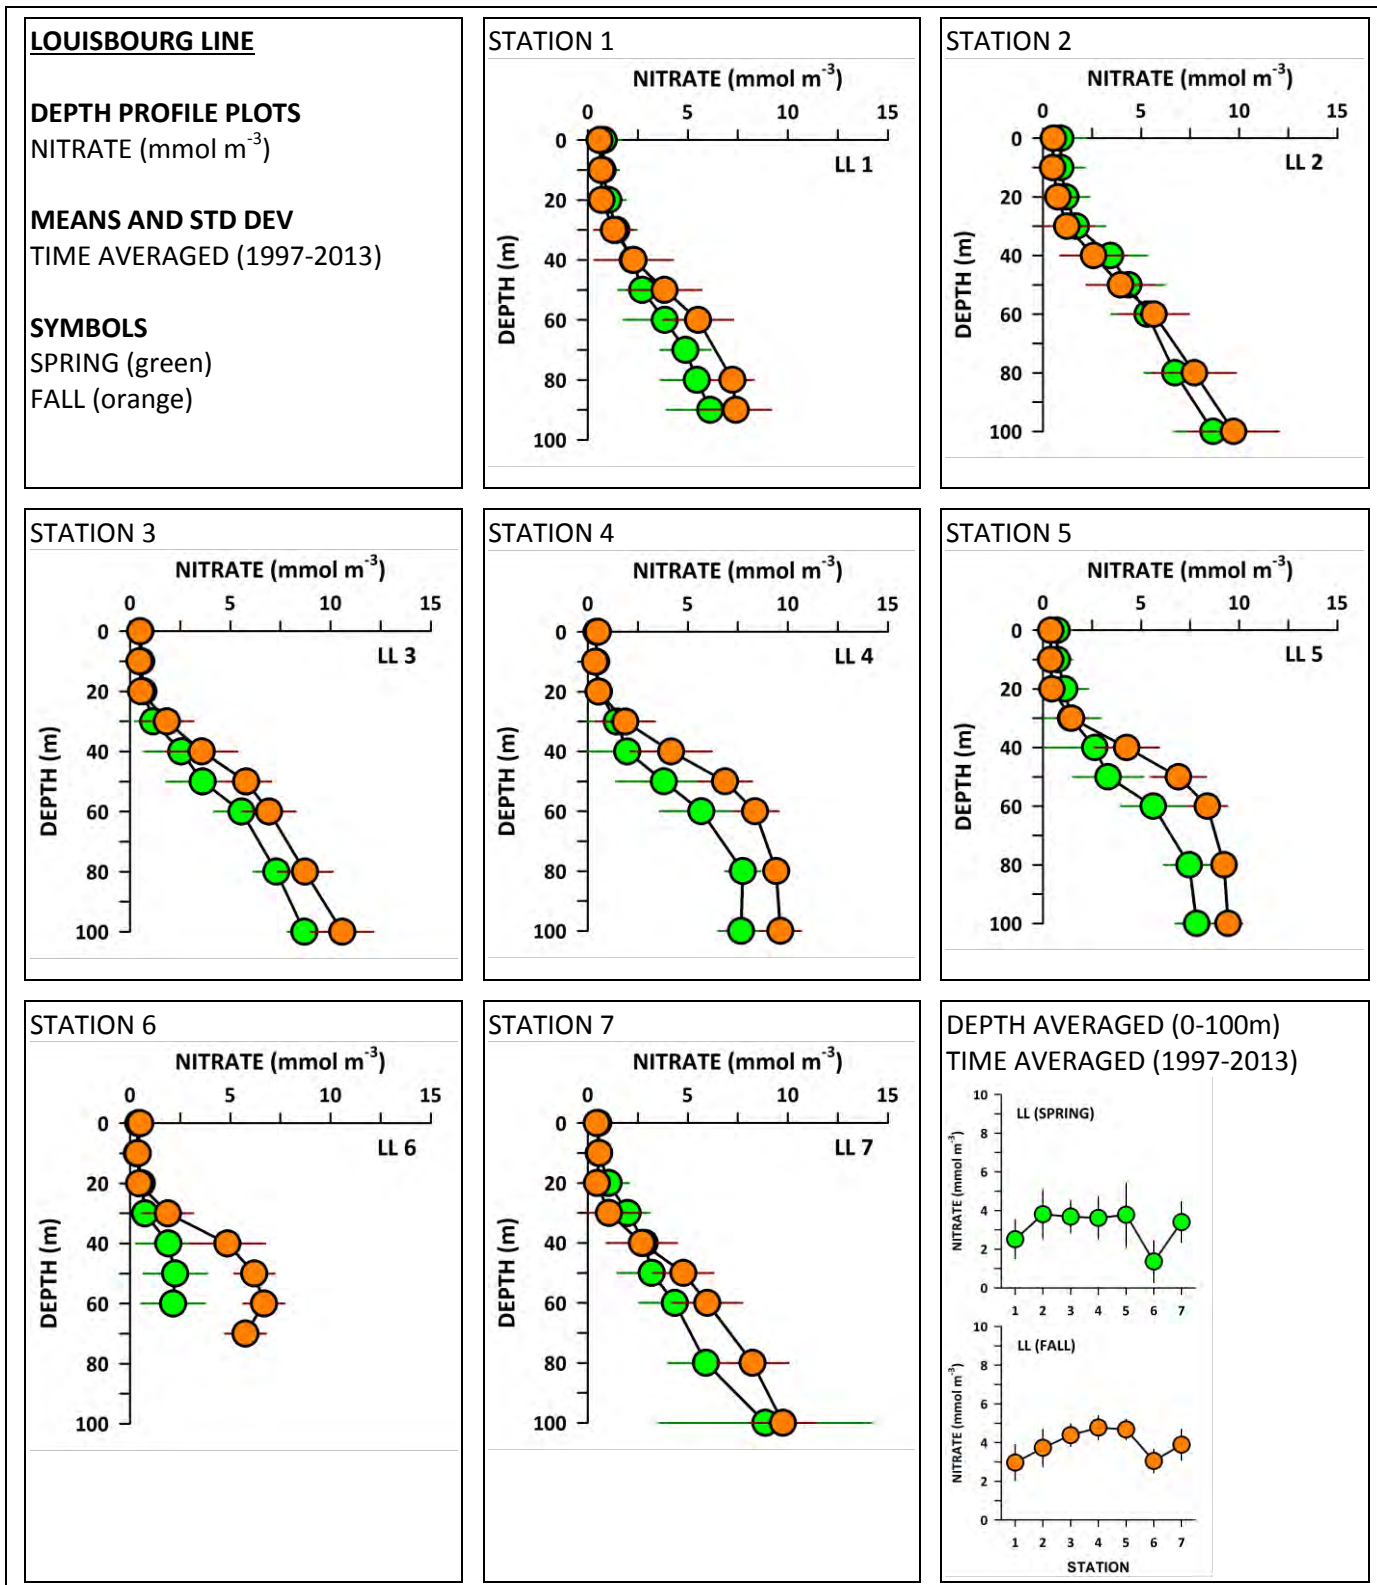 LOUISBOURG LINE
DEPTH PROFILE PLOTS
NITRATE (mmol m⁻³)
MEANS AND STD DEV
TIME AVERAGED (1997-2013)
SYMBOLS
SPRING (green)
FALL (orange)
STATION 1
NITRATE (mmol m⁻³)
0 5 10 15
0
20
40
60
80
100
DEPTH (m)
LL 1
STATION 2
NITRATE (mmol m⁻³)
0 5 10 15
0
20
40
60
80
100
DEPTH (m)
LL 2
STATION 3
NITRATE (mmol m⁻³)
0 5 10 15
0
20
40
60
80
100
DEPTH (m)
LL 3
STATION 4
NITRATE (mmol m⁻³)
0 5 10 15
0
20
40
60
80
100
DEPTH (m)
LL 4
STATION 5
NITRATE (mmol m⁻³)
0 5 10 15
0
20
40
60
80
100
DEPTH (m)
LL 5
STATION 6
NITRATE (mmol m⁻³)
0 5 10 15
0
20
40
60
80
100
DEPTH (m)
LL 6
STATION 7
NITRATE (mmol m⁻³)
0 5 10 15
0
20
40
60
80
100
DEPTH (m)
LL 7
DEPTH AVERAGED (0-100m)
TIME AVERAGED (1997-2013)
LL (SPRING)
10
8
6
4
2
0
NITRATE (mmol m⁻³)
1 2 3 4 5 6 7
LL (FALL)
10
8
6
4
2
0
NITRATE (mmol m⁻³)
1 2 3 4 5 6 7
STATION